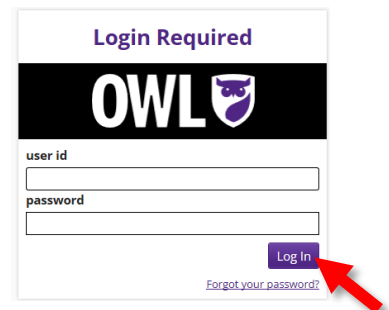 Login Required
OWL
user id
password
Log In
Forgot your password?